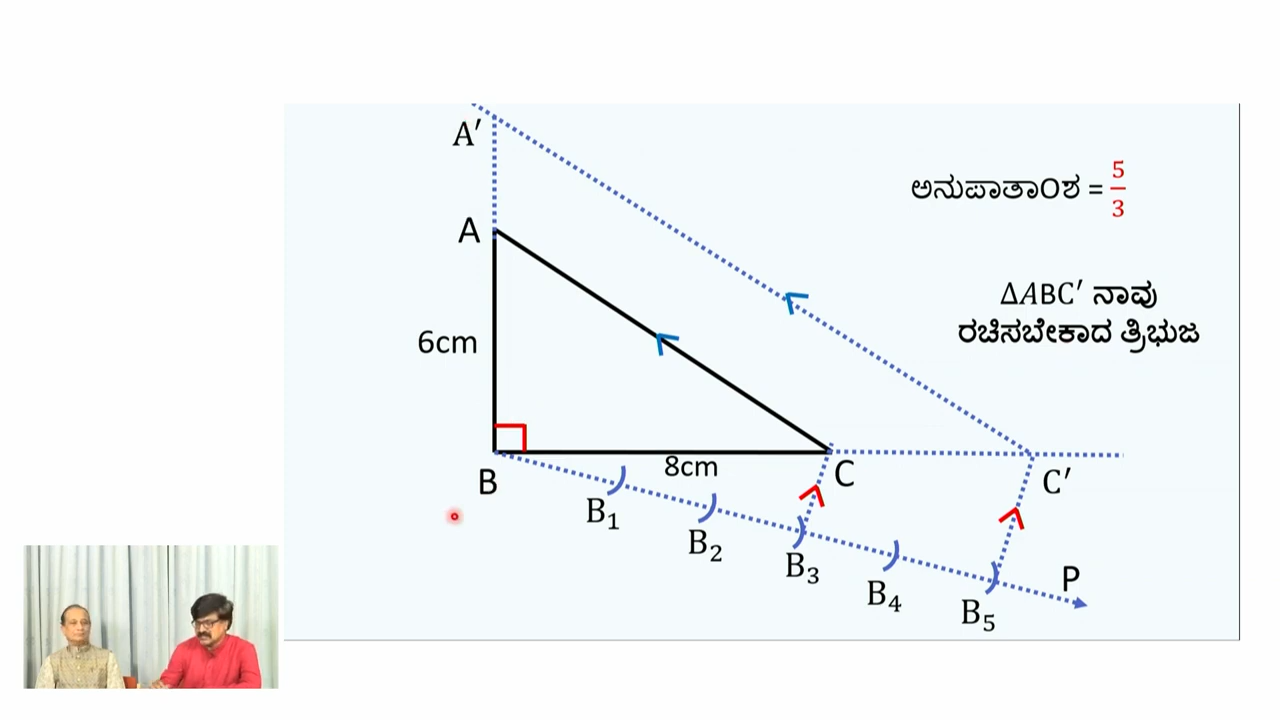 A′
ಅನುಪಾತಾಂಶ = 5/3
A
ΔABC′ ನಾವು
ರಚಿಸಬೇಕಾದ ತ್ರಿಭುಜ
6cm
8cm
B
C
C′
B₁
B₂
B₃
B₄
B₅
P